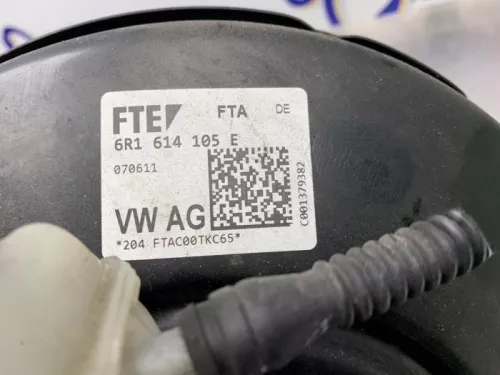 FTE FTA DE
6R1 614 105 E
070611
C001379382
VW AG
*204 FTAC00TKC65*